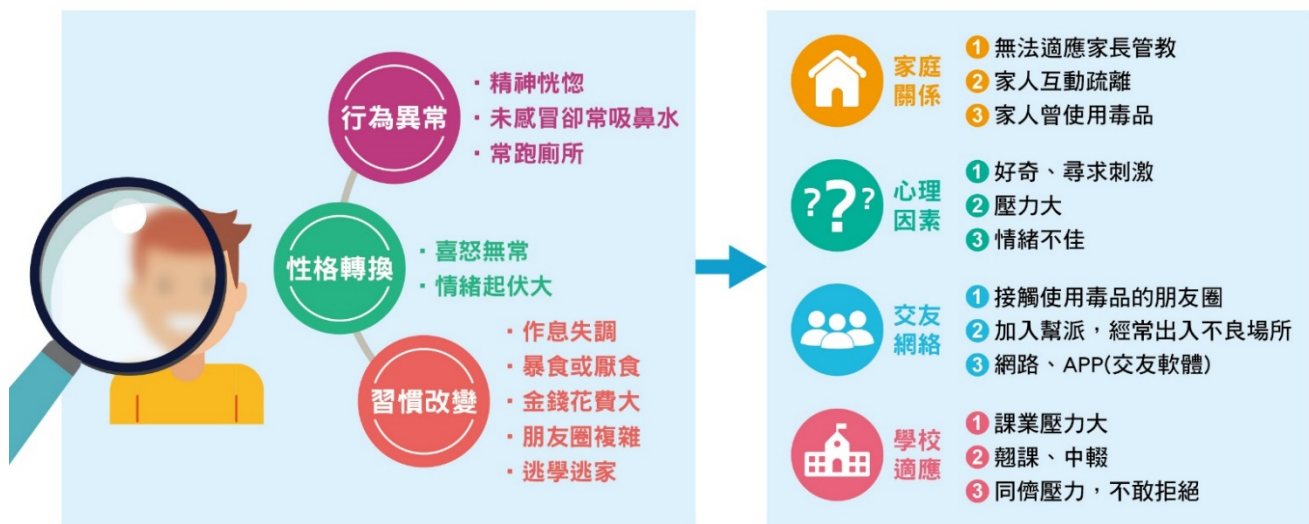 行為異常
・精神恍惚
・未感冒卻常吸鼻水
・常跑廁所
性格轉換
・喜怒無常
・情緒起伏大
習慣改變
・作息失調
・暴食或厭食
・金錢花費大
・朋友圈複雜
・逃學逃家
家庭
關係
1 無法適應家長管教
2 家人互動疏離
3 家人曾使用毒品
???
心理
因素
1 好奇、尋求刺激
2 壓力大
3 情緒不佳
交友
網絡
1 接觸使用毒品的朋友圈
2 加入幫派,經常出入不良場所
3 網路、APP(交友軟體)
學校
適應
1 課業壓力大
2 翹課、中輟
3 同儕壓力,不敢拒絕